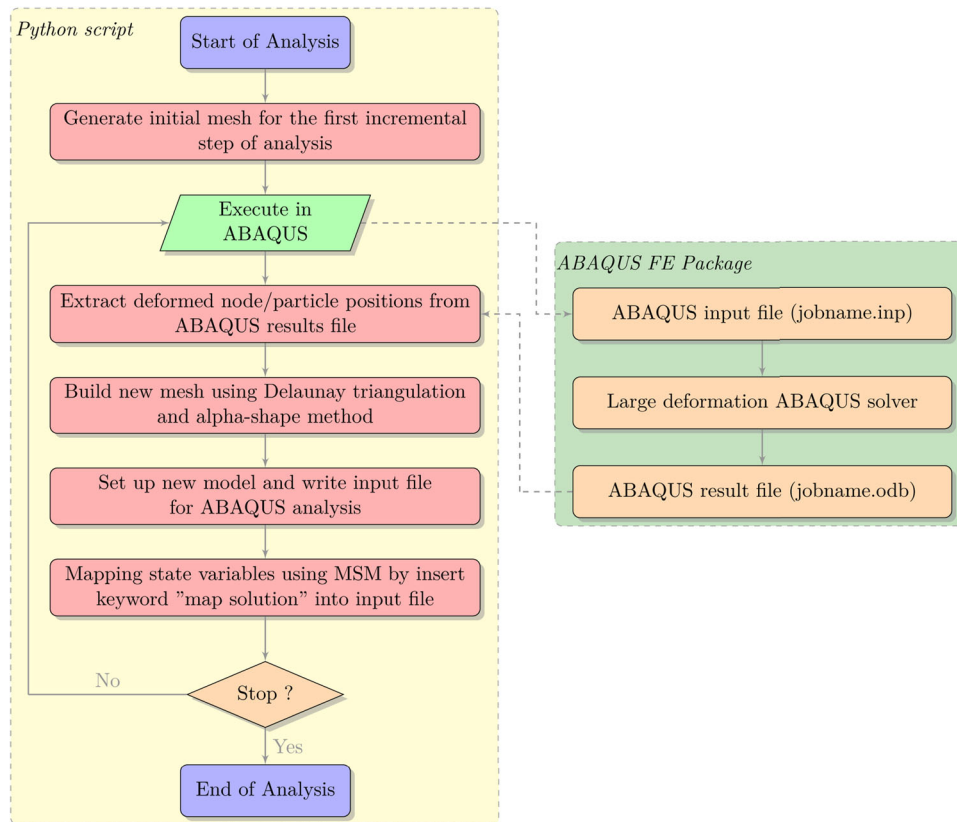 Python script
Start of Analysis
Generate initial mesh for the first incremental
step of analysis
Execute in
ABAQUS
Extract deformed node/particle positions from
ABAQUS results file
Build new mesh using Delaunay triangulation
and alpha-shape method
Set up new model and write input file
for ABAQUS analysis
Mapping state variables using MSM by insert
keyword ”map solution” into input file
No
Stop ?
Yes
End of Analysis
ABAQUS FE Package
ABAQUS input file (jobname.inp)
Large deformation ABAQUS solver
ABAQUS result file (jobname.odb)